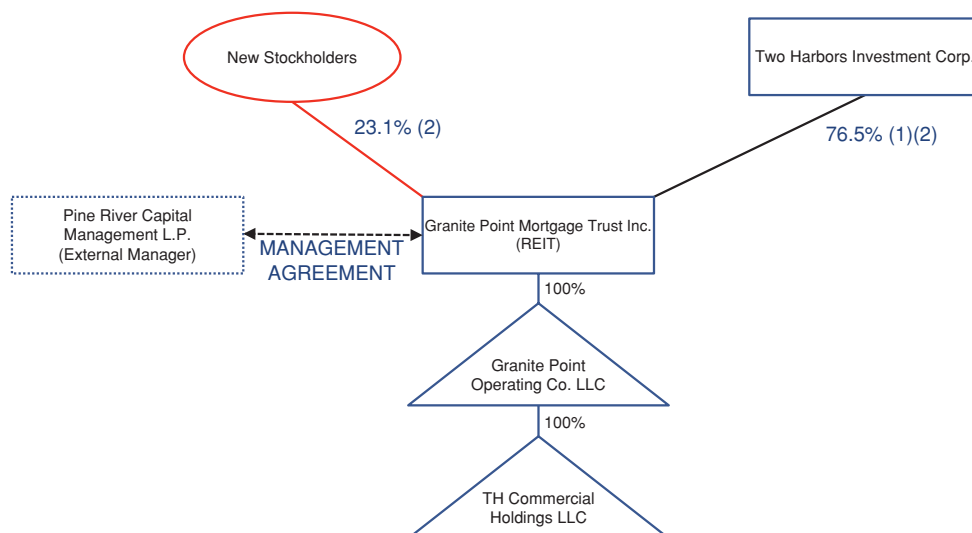 New Stockholders
Two Harbors Investment Corp.
23.1% (2)
76.5% (1)(2)
Pine River Capital
Management L.P.
(External Manager)
MANAGEMENT
AGREEMENT
Granite Point Mortgage Trust Inc.
(REIT)
100%
Granite Point
Operating Co. LLC
100%
TH Commercial
Holdings LLC